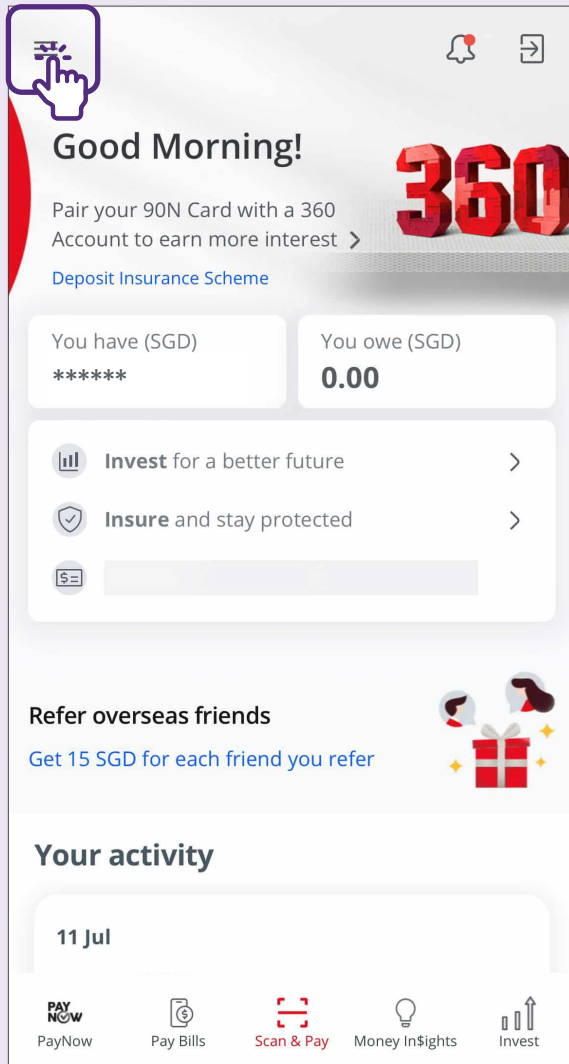 Good Morning!
360
Pair your 90N Card with a 360
Account to earn more interest
Deposit Insurance Scheme
You have (SGD)
******
You owe (SGD)
0.00
Invest for a better future
Insure and stay protected
Refer overseas friends
Get 15 SGD for each friend you refer
Your activity
11 Jul
PAY
NOW
PayNow
Pay Bills
Scan & Pay
Money In$ights
Invest